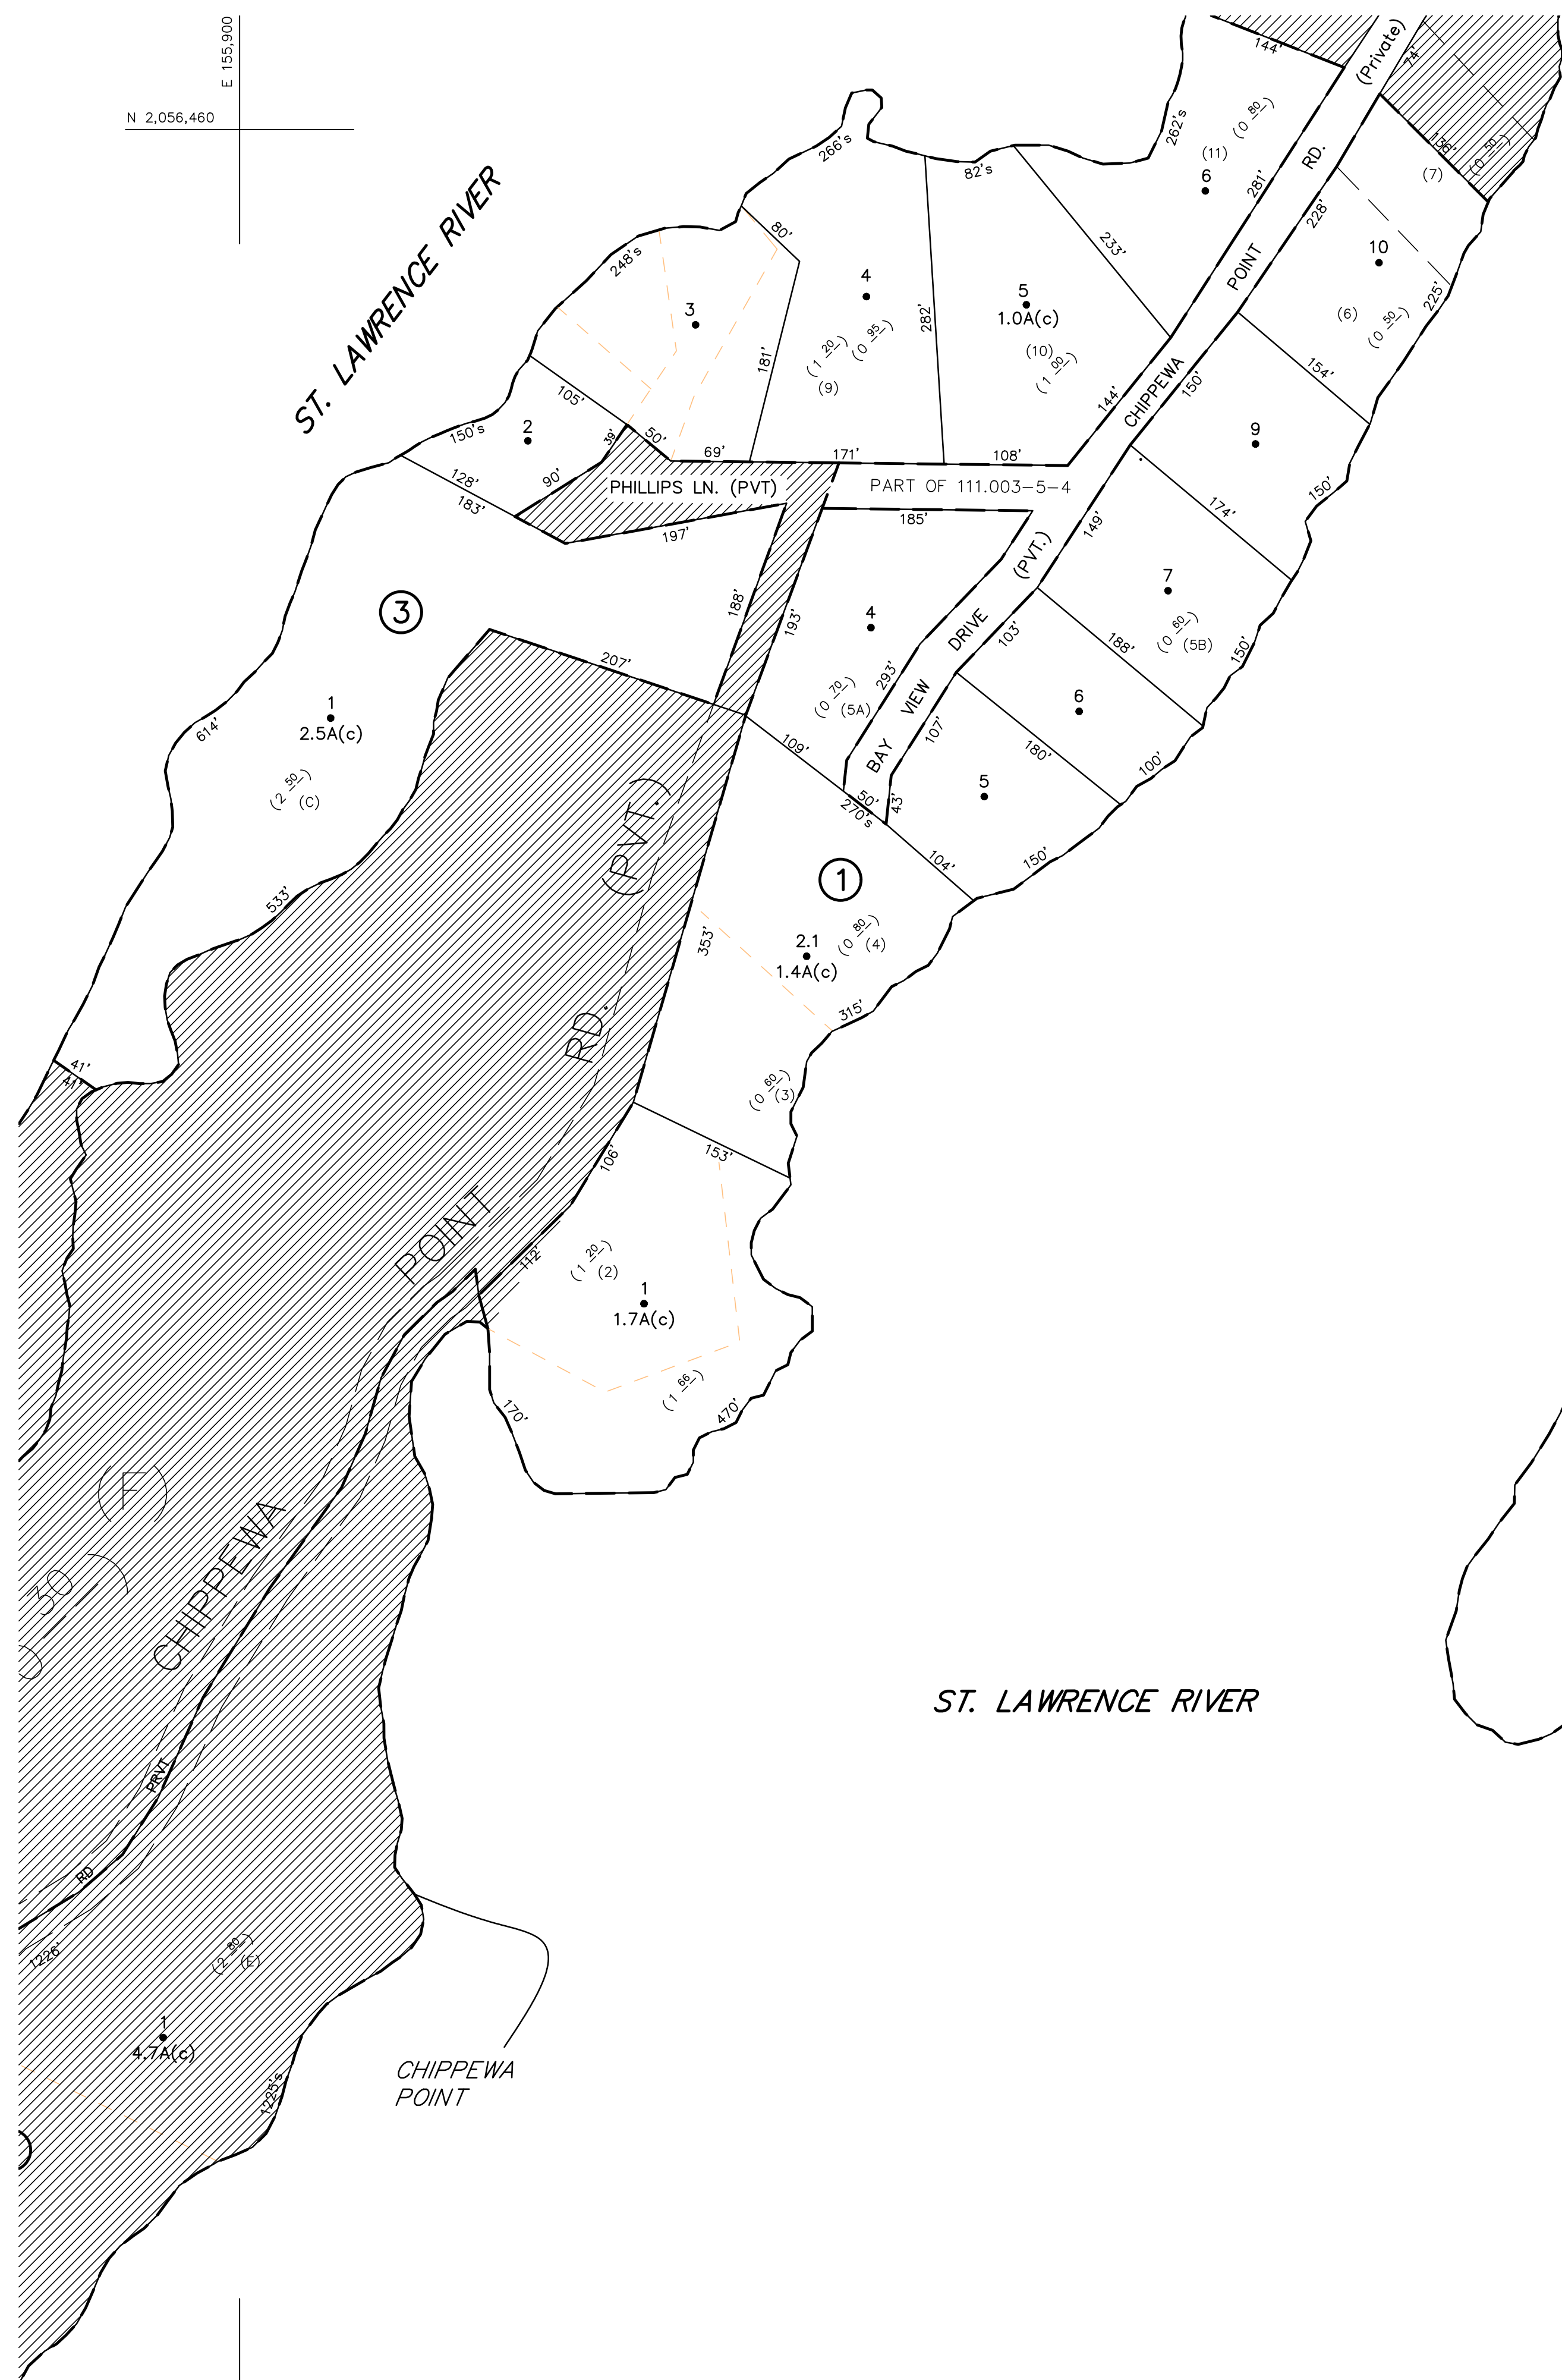 E 155,900
N 2,056,460
144'
(Private)
74'
262's
(0 80)
(11)
6
266's
82's
281'
RD.
136'
(0 50)
(7)
228'
ST. LAWRENCE RIVER
248's
80'
3
4
282'
5
1.0A(c)
(10)
(1 00)
233'
POINT
10
225'
(6)
(0 50)
181'
(1 20)
(0 95)
(9)
154'
CHIPPEWA
150'
144'
105'
2
150's
39'
50'
69'
171'
108'
9
128'
183'
90'
PHILLIPS LN. (PVT)
PART OF 111.003-5-4
150'
174'
197'
185'
149'
(PVT.)
7
(0 60)
(5B)
150'
3
188'
193'
4
DRIVE
103'
188'
207'
293'
(0 70)
(5A)
VIEW
6
1
2.5A(c)
614'
(2 50)
(C)
109'
BAY
107'
180'
100'
50'
270's
43'
5
(PVT.)
104'
150'
1
533'
353'
2.1
1.4A(c)
(0 80)
(4)
RD.
315'
41'
41'
(0 60)
(3)
106'
153'
POINT
112'
(1 20)
(2)
1
1.7A(c)
(1 66)
170'
470'
(F)
30
CHIPPEWA
ST. LAWRENCE RIVER
PRVT
RD
1226'
(2 80)
(E)
1
4.7A(c)
1225's
CHIPPEWA
POINT